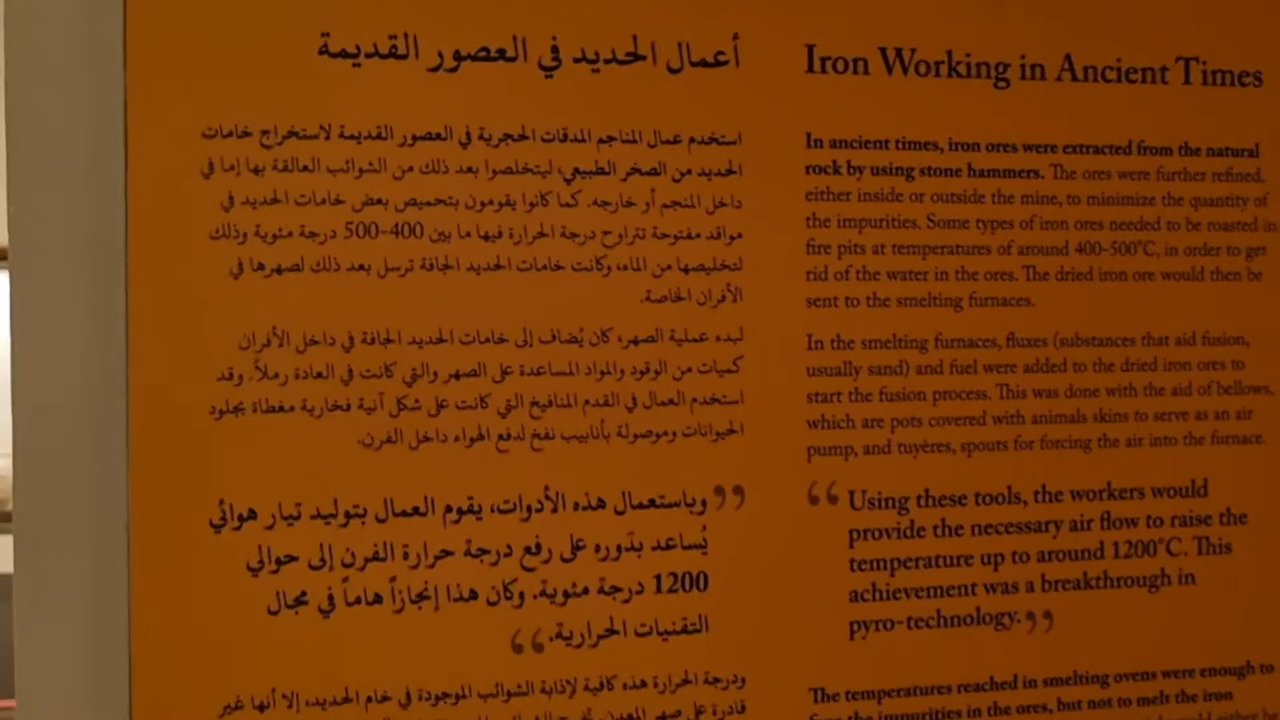 أعمال الحديد في العصور القديمة
استخدم عمال المناجم المدقات الحجرية في العصور القديمة لاستخراج خامات
الحديد من الصخر الطبيعي، ليتخلصوا بعد ذلك من الشوائب العالقة بها إما في
داخل المنجم أو خارجه. كما كانوا يقومون بتحميص بعض خامات الحديد في
مواقد مفتوحة تتراوح درجة الحرارة فيها ما بين 400-500 درجة مئوية وذلك
لتخليصها من الماء، وكانت خامات الحديد الجافة ترسل بعد ذلك لصهرها في
الأفران الخاصة.
لبدء عملية الصهر، كان يُضاف إلى خامات الحديد الجافة في داخل الأفران
كميات من الوقود والمواد المساعدة على الصهر والتي كانت في العادة رملاً. وقد
استخدم العمال في القدم المنافيخ التي كانت على شكل آنية فخارية مغطاة بجلود
الحيوانات وموصولة بأنابيب نفخ لدفع الهواء داخل الفرن.
”وباستعمال هذه الأدوات، يقوم العمال بتوليد تيار هوائي
يُساعد بدَوره على رفع درجة حرارة الفرن إلى حوالي
1200 درجة مئوية. وكان هذا إنجازاً هاماً في مجال
التقنيات الحرارية.“
ودرجة الحرارة هذه كافية لإذابة الشوائب الموجودة في خام الحديد، إلا أنها غير
قادرة على صهر المعدن.
Iron Working in Ancient Times
In ancient times, iron ores were extracted from the natural
rock by using stone hammers. The ores were further refined,
either inside or outside the mine, to minimize the quantity of
the impurities. Some types of iron ores needed to be roasted in
fire pits at temperatures of around 400-500°C, in order to get
rid of the water in the ores. The dried iron ore would then be
sent to the smelting furnaces.
In the smelting furnaces, fluxes (substances that aid fusion,
usually sand) and fuel were added to the dried iron ores to
start the fusion process. This was done with the aid of bellows,
which are pots covered with animals skins to serve as an air
pump, and tuyères, spouts for forcing the air into the furnace.
“Using these tools, the workers would
provide the necessary air flow to raise the
temperature up to around 1200°C. This
achievement was a breakthrough in
pyro-technology.”
The temperatures reached in smelting ovens were enough to
the impurities in the ores, but not to melt the iron